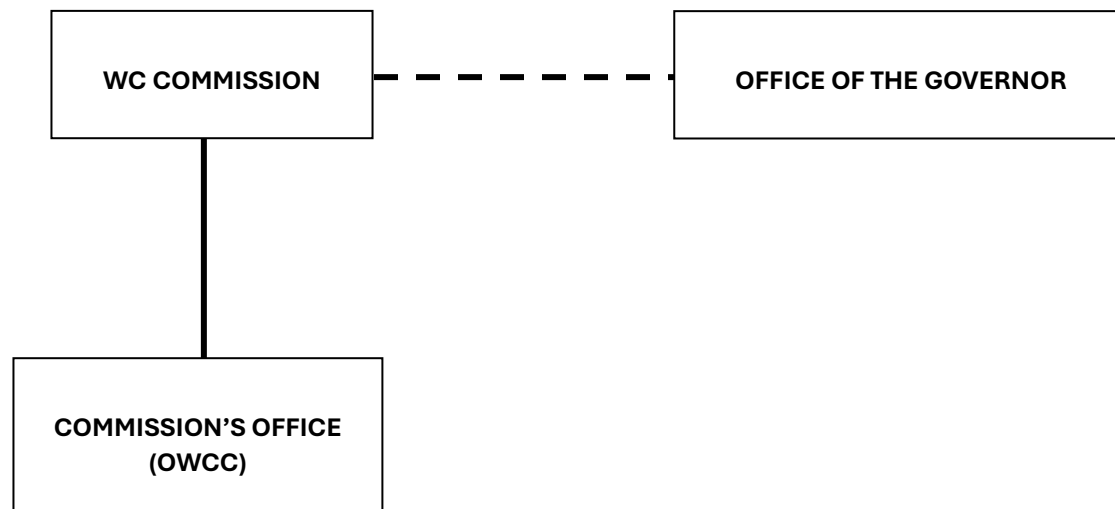 WC COMMISSION
OFFICE OF THE GOVERNOR
COMMISSION’S OFFICE
(OWCC)